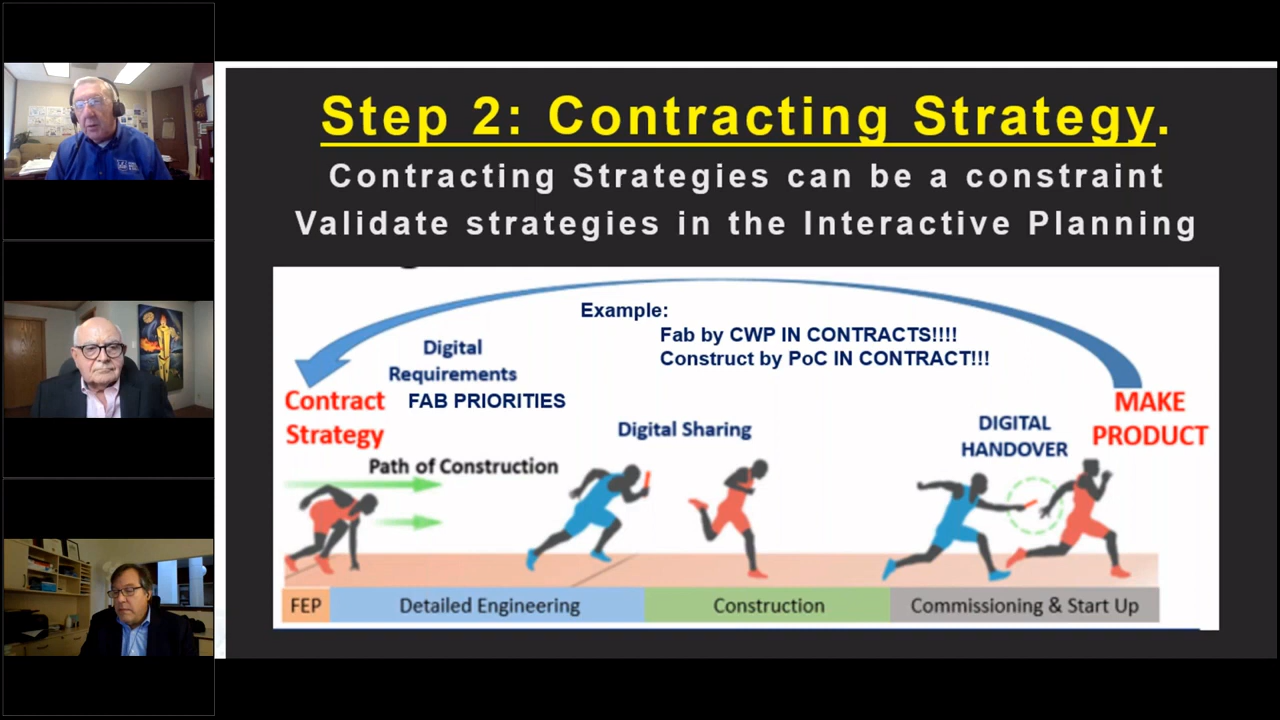 Step 2: Contracting Strategy.
Contracting Strategies can be a constraint
Validate strategies in the Interactive Planning
Example:
Fab by CWP IN CONTRACTS!!!!
Construct by PoC IN CONTRACT!!!
Digital
Requirements
FAB PRIORITIES
Contract
Strategy
Path of Construction
Digital Sharing
DIGITAL
HANDOVER
MAKE
PRODUCT
FEP
Detailed Engineering
Construction
Commissioning & Start Up